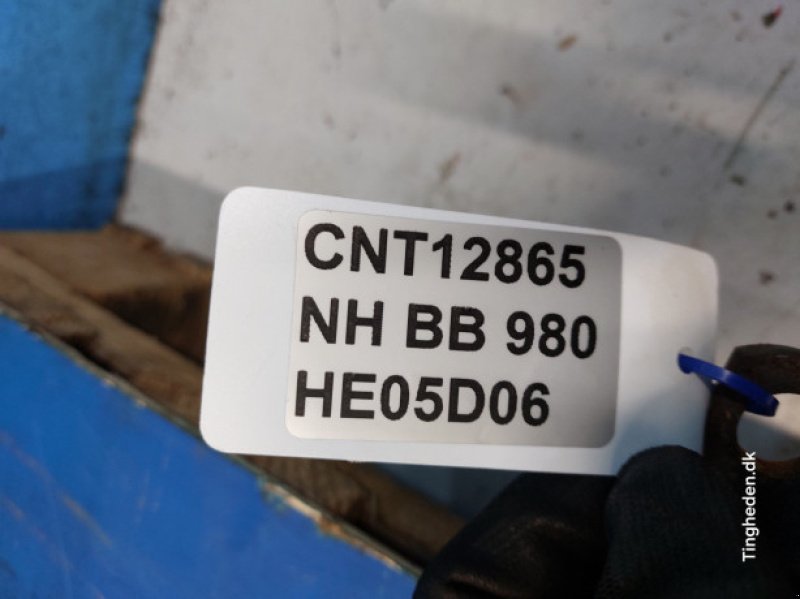 CNT12865
NH BB 980
HE05D06
Tingheden.dk